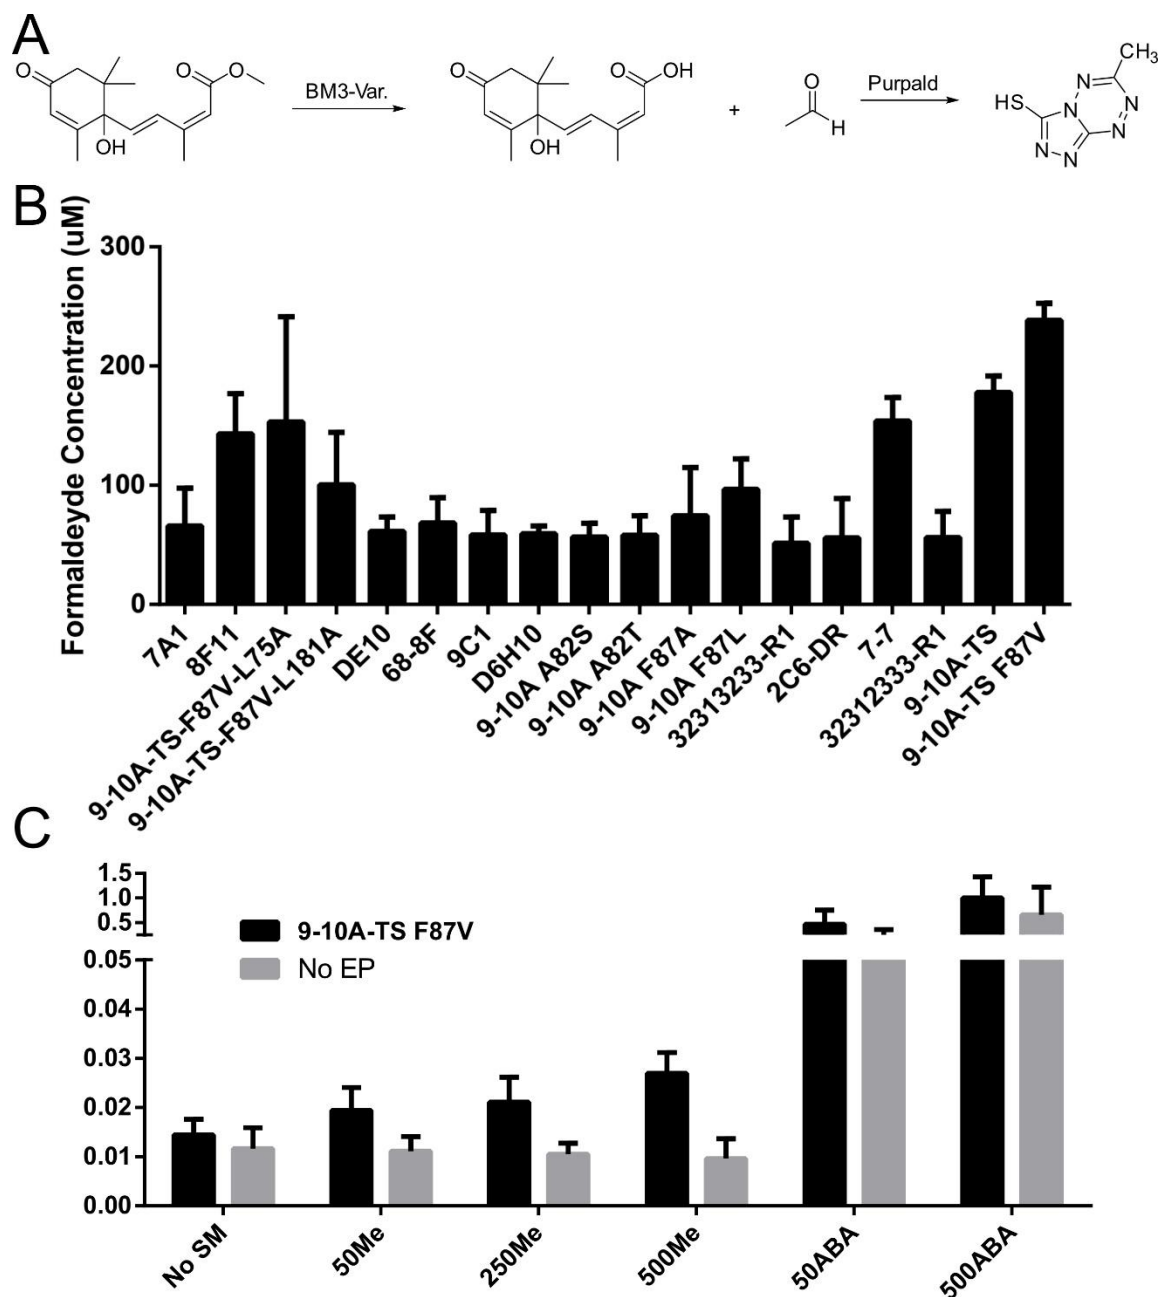 A
O
O
O
OH
BM3-Var.
O
O
OH
OH
+
O
H
Purpald
CH3
HS
N
N
N
N
N
N
B
Formaldeyde Concentration (uM)
300
200
100
0
7A1
8F11
9-10A-TS-F87V-L75A
9-10A-TS-F87V-L181A
DE10
68-8F
9C1
D6H10
9-10A A82S
9-10A A82T
9-10A F87A
9-10A F87L
32313233-R1
2C6-DR
7-7
32312333-R1
9-10A-TS
9-10A-TS F87V
C
1.5
1.0
0.5
0.05
0.04
0.03
0.02
0.01
0.00
9-10A-TS F87V
No EP
No SM
50Me
250Me
500Me
50ABA
500ABA